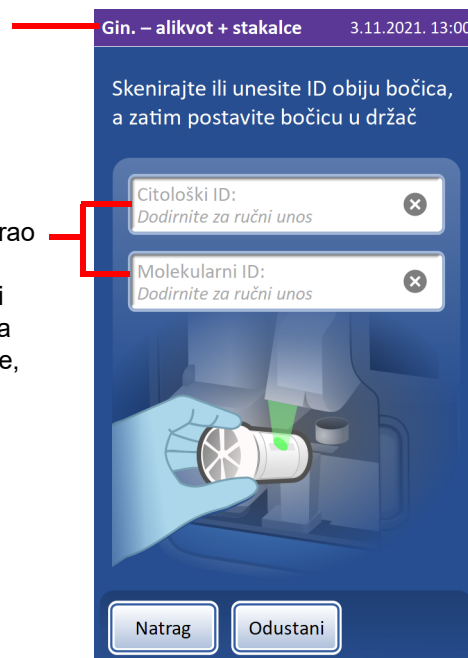 Gin. – alikvot + stakalce 3.11.2021. 13:00
Skenirajte ili unesite ID obiju bočica,
a zatim postavite bočicu u držač
Citološki ID:
Dodirnite za ručni unos
rao
Molekularni ID:
i
Dodirnite za ručni unos
a
e,
Natrag Odustani